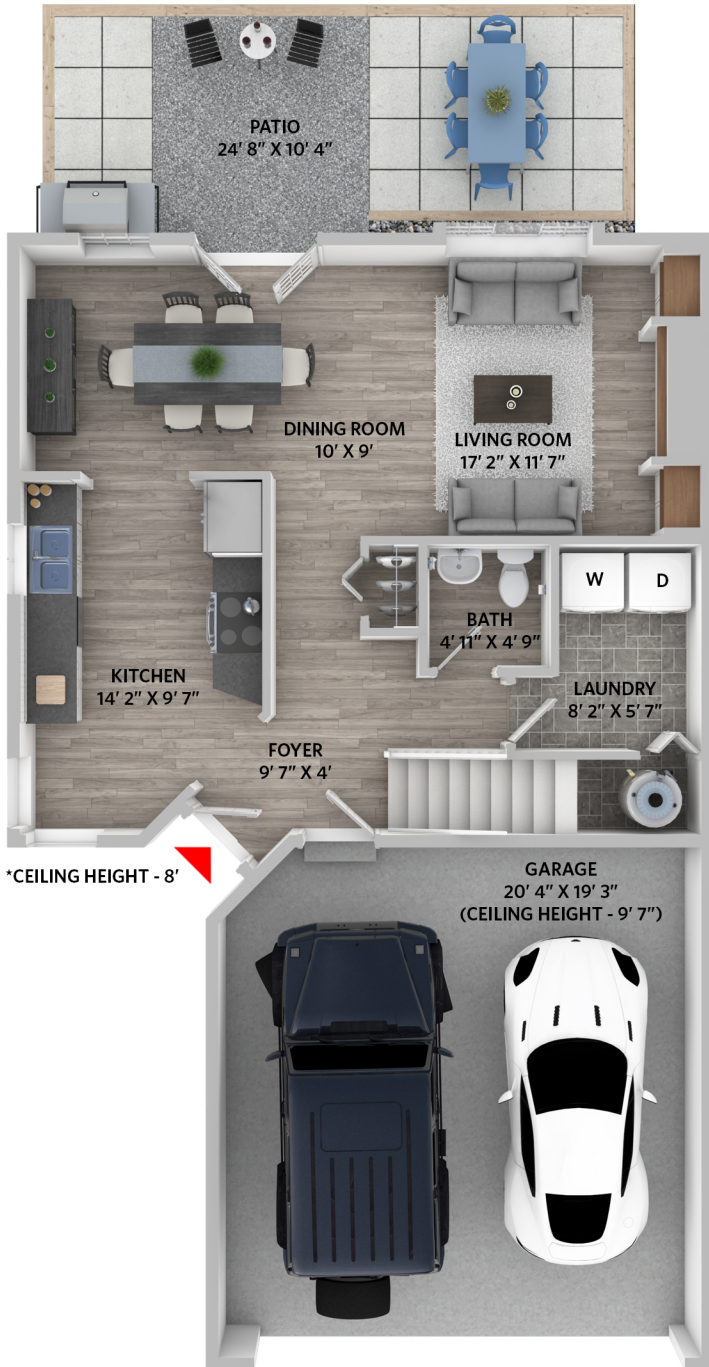 PATIO
24' 8" X 10' 4"
DINING ROOM
10' X 9'
LIVING ROOM
17' 2" X 11' 7"
W D
BATH
4' 11" X 4' 9"
KITCHEN
14' 2" X 9' 7"
LAUNDRY
8' 2" X 5' 7"
FOYER
9' 7" X 4'
*CEILING HEIGHT - 8'
GARAGE
20' 4" X 19' 3"
(CEILING HEIGHT - 9' 7")